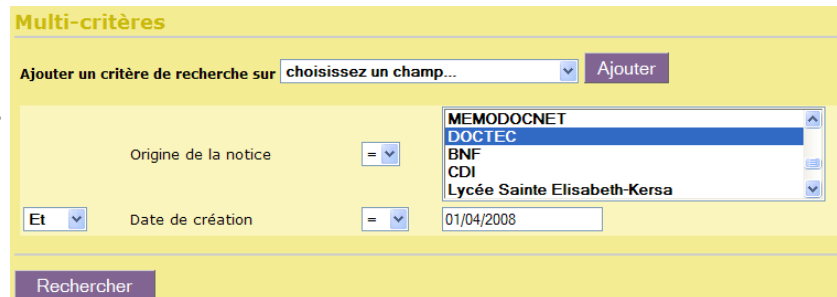 Multi-critères
Ajouter un critère de recherche sur choisissez un champ... Ajouter
MEMODOCNET
DOCTEC
Origine de la notice = BNF
CDI
Lycée Sainte Elisabeth-Kersa
Et Date de création = 01/04/2008
Rechercher